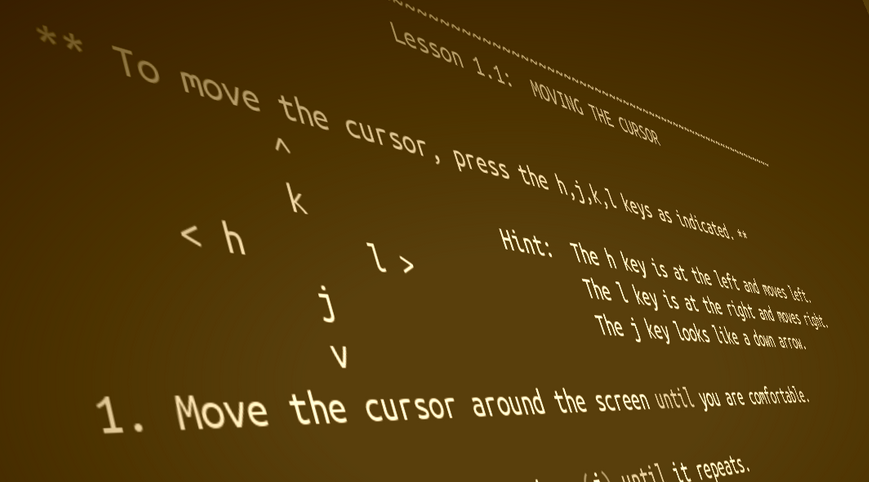 ~~~~~~~~~~~~~~~~~~~~~~~~~~~~~~~~~~~~~~~~~~~~~~~~~~~~~~~~~~~~~~~~~~~~
Lesson 1.1:  MOVING THE CURSOR
** To move the cursor, press the h,j,k,l keys as indicated. **
^
k              Hint:  The h key is at the left and moves left.
< h        l >               The l key is at the right and moves right.
j                     The j key looks like a down arrow.
v
1. Move the cursor around the screen until you are comfortable.
(j) until it repeats.